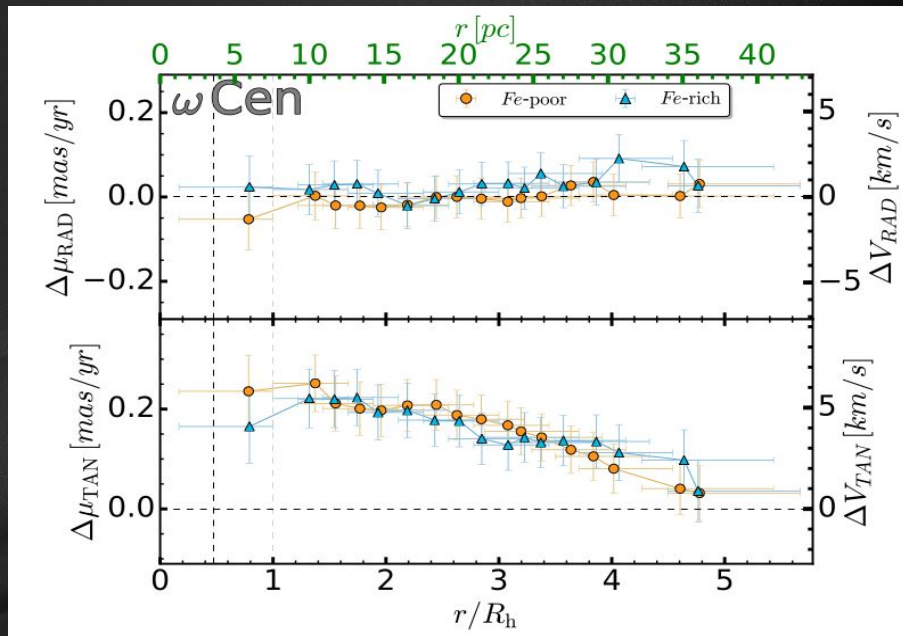 r [pc]
0 5 10 15 20 25 30 35 40
ω Cen
Fe-poor Fe-rich
0.2
0.0
−0.2
Δμ_RAD [mas/yr]
5
0
−5
ΔV_RAD [km/s]
0.2
0.0
Δμ_TAN [mas/yr]
5
0
ΔV_TAN [km/s]
0 1 2 3 4 5
r/R_h